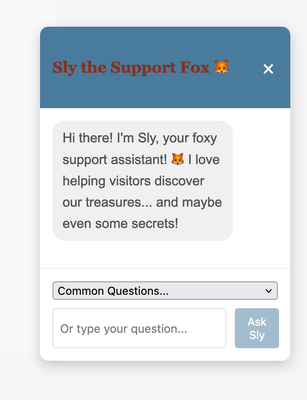 Sly the Support Fox 🦊 ×
Hi there! I'm Sly, your foxy
support assistant! 🦊 I love
helping visitors discover
our treasures... and maybe
even some secrets!
Common Questions...
Or type your question...
Ask
Sly